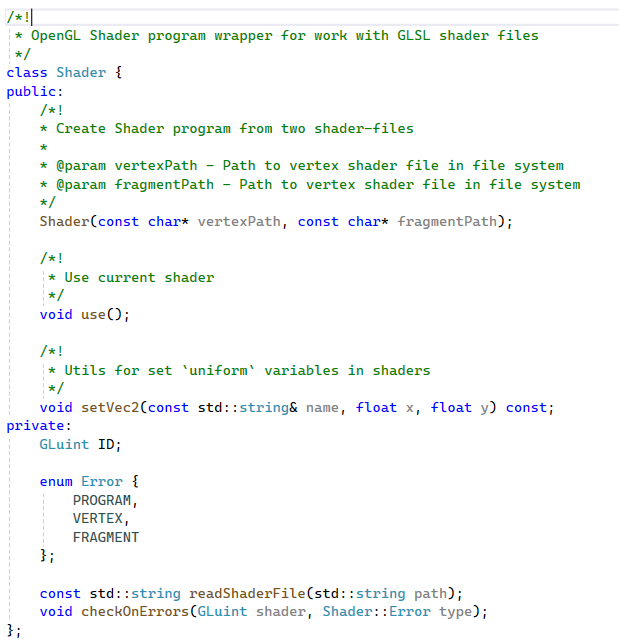 /*!
 * OpenGL Shader program wrapper for work with GLSL shader files
 */
class Shader {
public:
    /*!
    * Create Shader program from two shader-files
    *
    * @param vertexPath - Path to vertex shader file in file system
    * @param fragmentPath - Path to vertex shader file in file system
    */
    Shader(const char* vertexPath, const char* fragmentPath);

    /*!
     * Use current shader
     */
    void use();

    /*!
     * Utils for set `uniform` variables in shaders
     */
    void setVec2(const std::string& name, float x, float y) const;
private:
    GLuint ID;

    enum Error {
        PROGRAM,
        VERTEX,
        FRAGMENT
    };

    const std::string readShaderFile(std::string path);
    void checkOnErrors(GLuint shader, Shader::Error type);
};